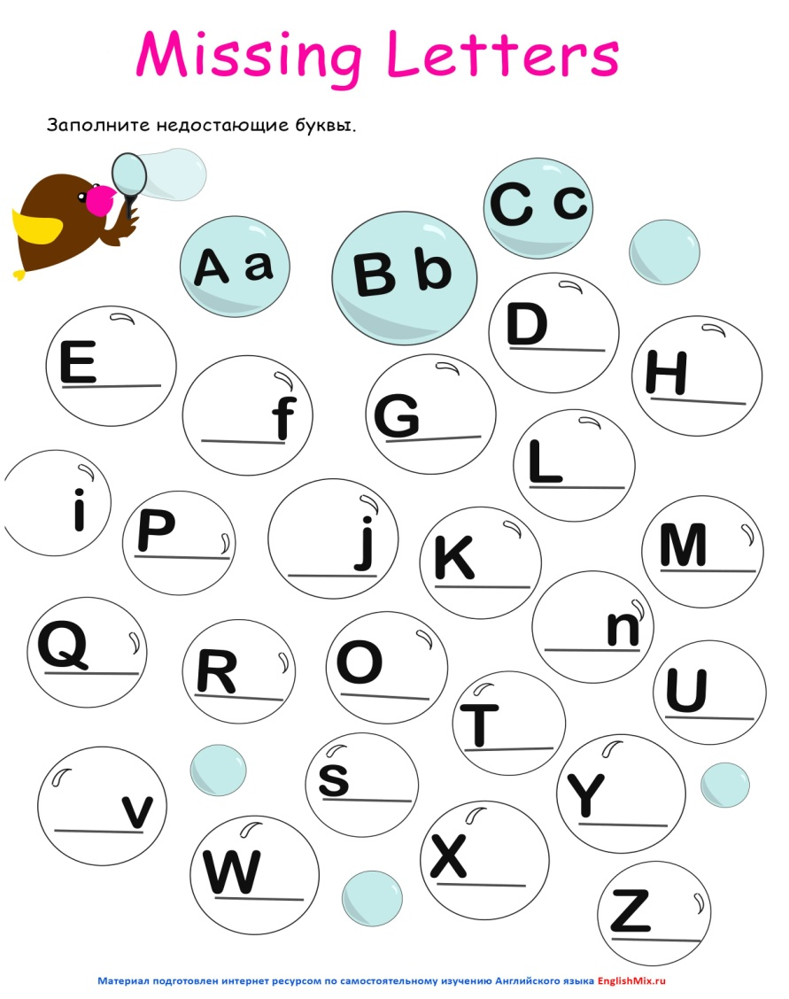 Missing Letters
Заполните недостающие буквы.
C c
A a
B b
D
E
H
f
G
L
i
P
j
K
M
n
Q
R
O
U
T
s
Y
v
W
X
Z
Материал подготовлен интернет ресурсом по самостоятельному изучению Английского языка EnglishMix.ru